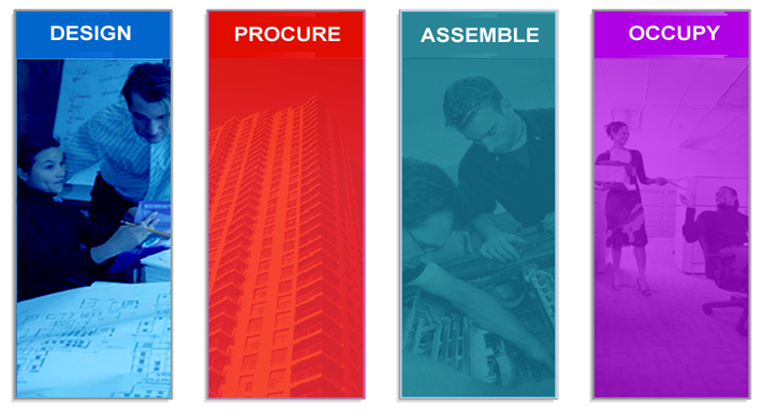 DESIGN
PROCURE
ASSEMBLE
OCCUPY